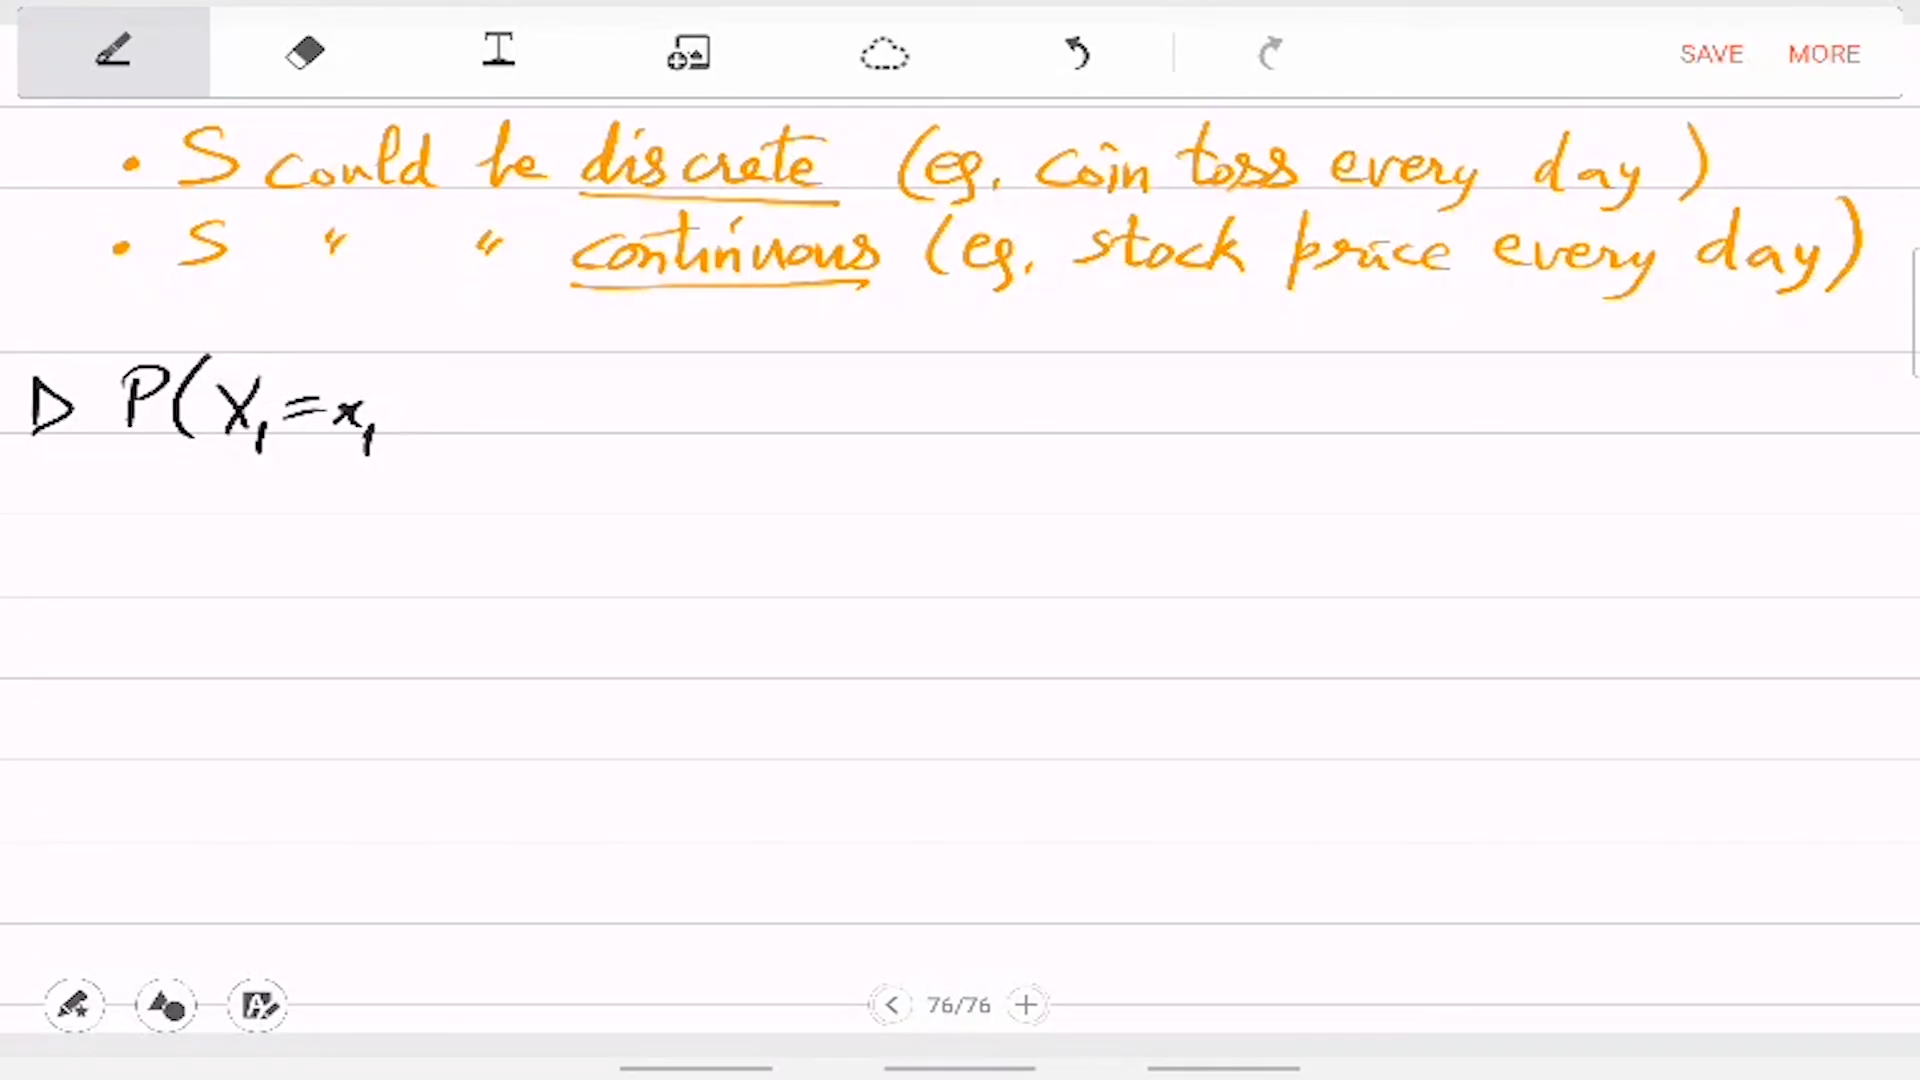 SAVE MORE
• S could be discrete (eg. coin toss every day)
• S " " continuous (eg. stock price every day)
▷ P(X₁=x₁
76/76